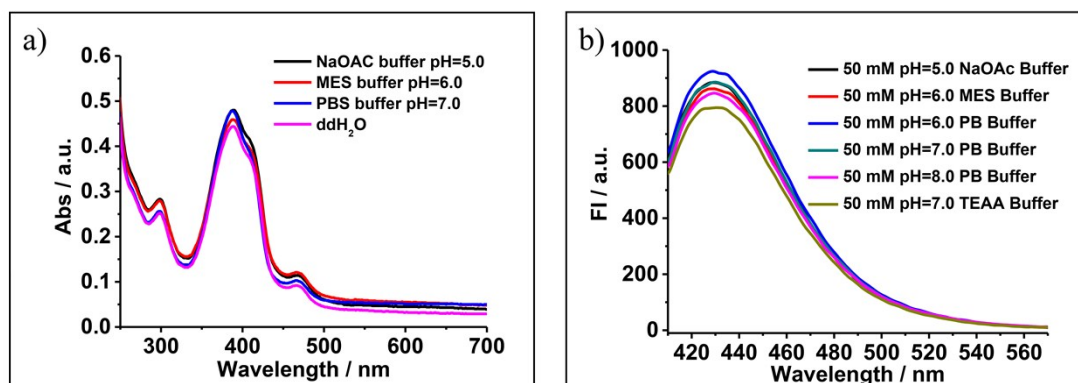 a)
NaOAC buffer pH=5.0
MES buffer pH=6.0
PBS buffer pH=7.0
ddH₂O
0.6
0.5
0.4
0.3
0.2
0.1
0.0
Abs / a.u.
300 400 500 600 700
Wavelength / nm
b)
50 mM pH=5.0 NaOAc Buffer
50 mM pH=6.0 MES Buffer
50 mM pH=6.0 PB Buffer
50 mM pH=7.0 PB Buffer
50 mM pH=8.0 PB Buffer
50 mM pH=7.0 TEAA Buffer
1000
800
600
400
200
0
FI / a.u.
420 440 460 480 500 520 540 560
Wavelength / nm